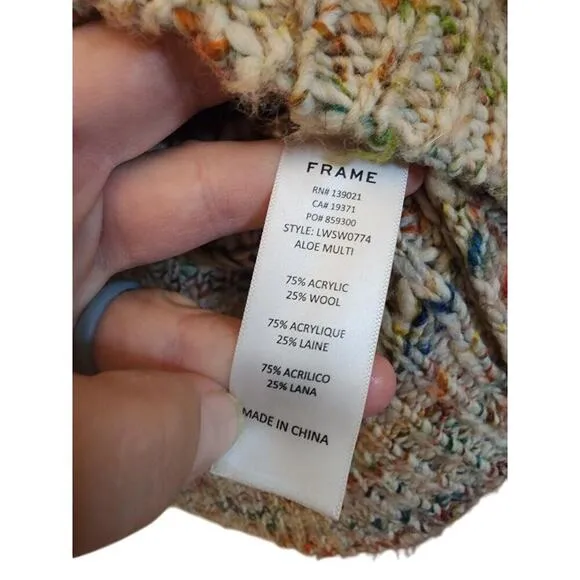 FRAME
RN# 139021
CA# 19371
PO# 859300
STYLE: LWSW0774
ALOE MULTI
75% ACRYLIC
25% WOOL
75% ACRYLIQUE
25% LAINE
75% ACRILICO
25% LANA
MADE IN CHINA